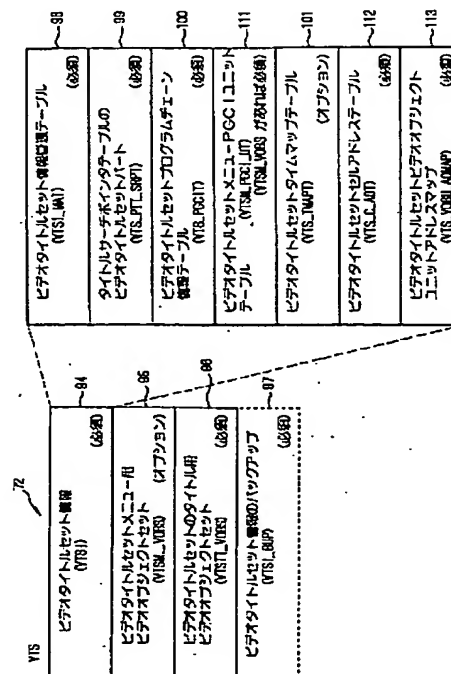 VTS
72
ビデオタイトルセット情報
(VTSI)
(必須)
94
ビデオタイトルセットメニュー用
ビデオオブジェクトセット
(VTSM_VOBS)
(オプション)
95
ビデオタイトルセットのタイトル用
ビデオオブジェクトセット
(VTSTT_VOBS)
(必須)
96
ビデオタイトルセット情報のバックアップ
(VTSI_BUP)
(必須)
97
ビデオタイトルセット情報管理テーブル
(VTSI_MAT)
(必須)
98
タイトルサーチポインタテーブルの
ビデオタイトルセットパート
(VTS_PTT_SRPT)
(必須)
99
ビデオタイトルセットプログラムチェーン
情報テーブル
(VTS_PGCIT)
(必須)
100
ビデオタイトルセットメニューPGCIユニット
テーブル
(VTSM_PGCI_UT)
(VTSM_VOBS があれば必須)
111
ビデオタイトルセットタイムマップテーブル
(VTS_TMAPT)
(オプション)
101
ビデオタイトルセットセルアドレステーブル
(VTS_C_ADT)
(必須)
112
ビデオタイトルセットビデオオブジェクト
ユニットアドレスマップ
(VTS_VOBU_ADMAP)
(必須)
113